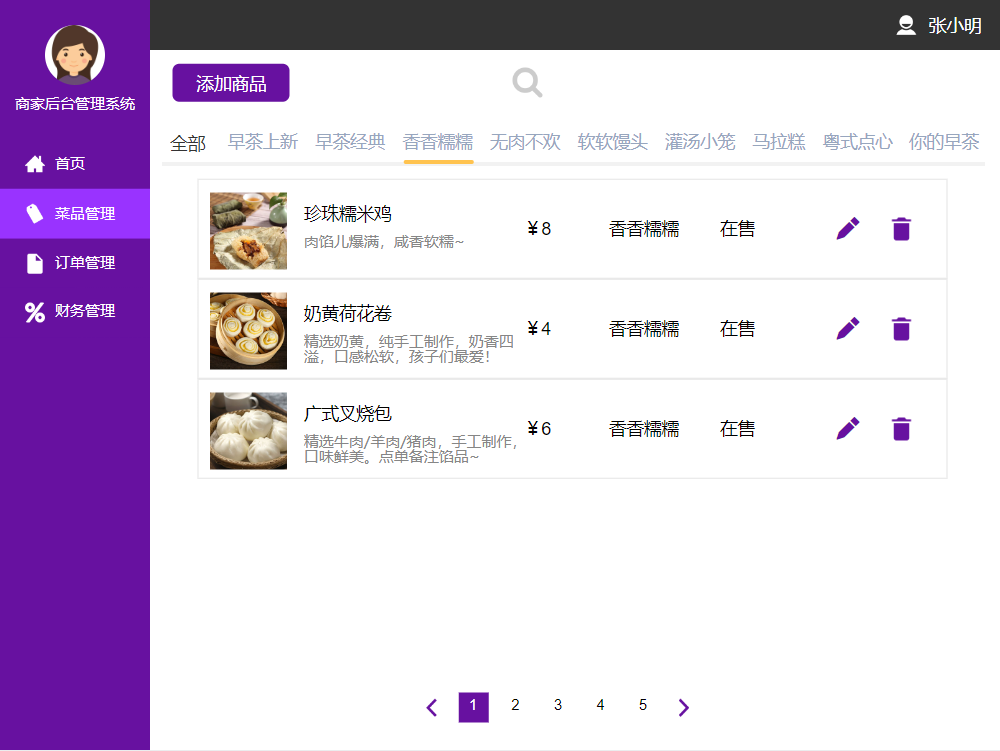 张小明
商家后台管理系统
首页
菜品管理
订单管理
财务管理
添加商品
全部 早茶上新 早茶经典 香香糯糯 无肉不欢 软软馒头 灌汤小笼 马拉糕 粤式点心 你的早茶
珍珠糯米鸡
肉馅儿爆满，咸香软糯~
¥8 香香糯糯 在售
奶黄荷花卷
精选奶黄，纯手工制作，奶香四
溢，口感松软，孩子们最爱！
¥4 香香糯糯 在售
广式叉烧包
精选牛肉/羊肉/猪肉，手工制作，
口味鲜美。点单备注馅品~
¥6 香香糯糯 在售
1 2 3 4 5